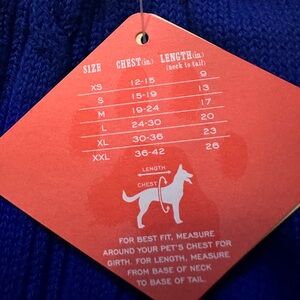 SIZE CHEST(in) LENGTH(in)
(neck to tail)
XS 12-15 9
S 15-19 13
M 19-24 17
L 24-30 20
XL 30-36 23
XXL 36-42 26
LENGTH
CHEST
FOR BEST FIT, MEASURE
AROUND YOUR PET'S CHEST FOR
GIRTH. FOR LENGTH, MEASURE
FROM BASE OF NECK
TO BASE OF TAIL.